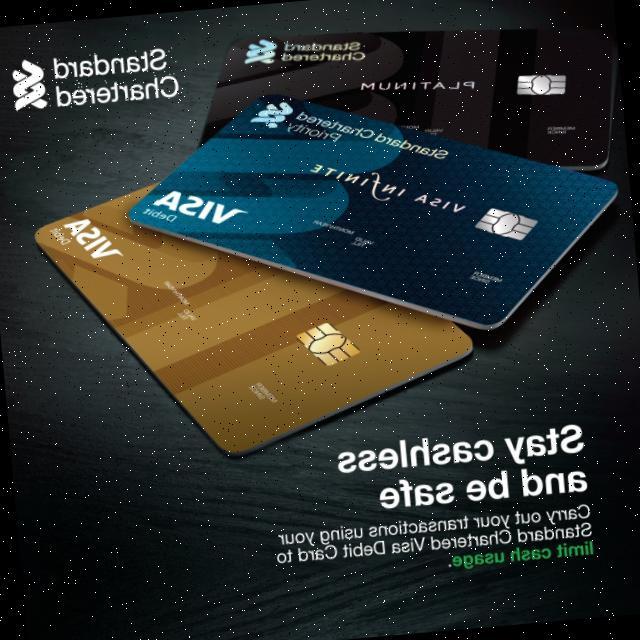 Standard
Chartered
Standard
Chartered
PLATINUM
Standard Chartered
Priority
VISA INFINITE
VISA
Debit
VISA
Debit
Stay cashless
and be safe
Carry out your transactions using your
Standard Chartered Visa Debit Card to
limit cash usage.